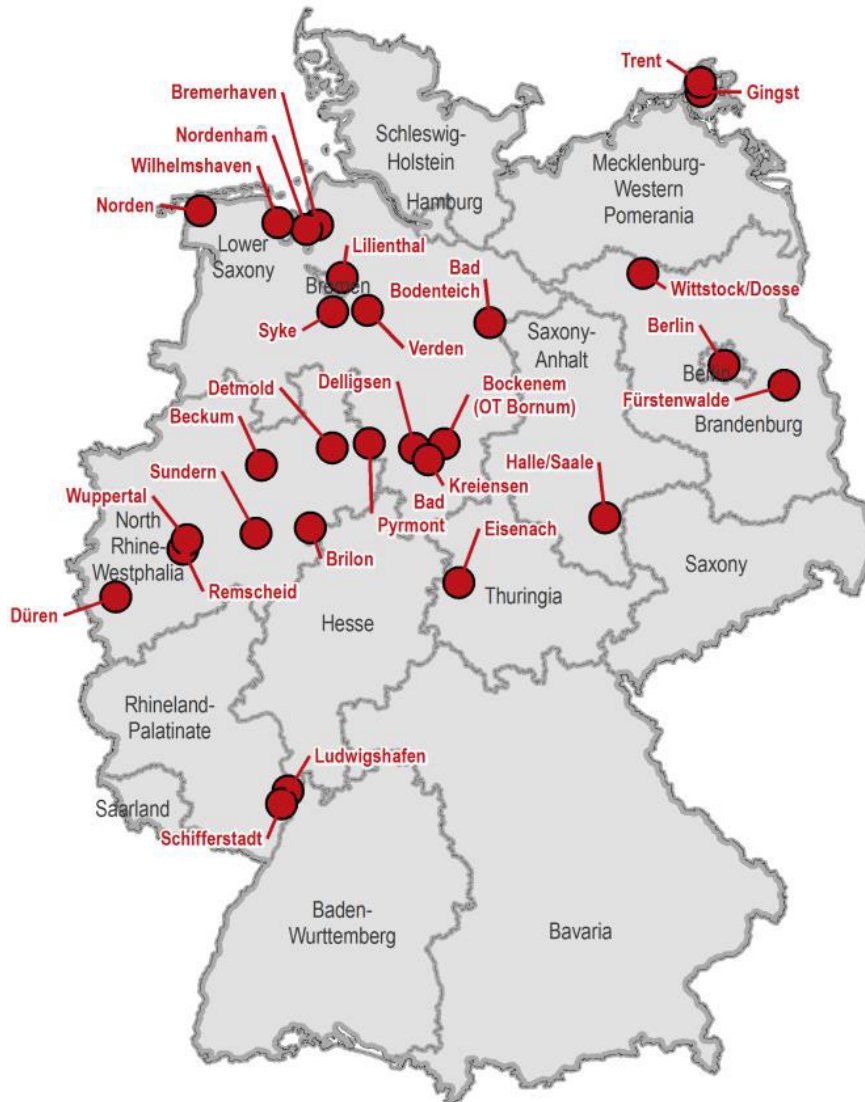 Trent
Gingst
Bremerhaven
Schleswig-
Holstein
Nordenham
Mecklenburg-
Western
Pomerania
Wilhelmshaven
Hamburg
Norden
Lower
Saxony
Lilienthal
Bremen
Bad
Bodenteich
Wittstock/Dosse
Syke
Verden
Saxony-
Anhalt
Berlin
Berlin
Detmold
Delligsen
Bockenem
(OT Bornum)
Fürstenwalde
Brandenburg
Beckum
Sundern
Halle/Saale
Kreiensen
Wuppertal
Bad
Pyrmont
North
Rhine-
Westphalia
Brilon
Eisenach
Saxony
Remscheid
Thuringia
Düren
Hesse
Rhineland-
Palatinate
Ludwigshafen
Saarland
Schifferstadt
Baden-
Wurttemberg
Bavaria